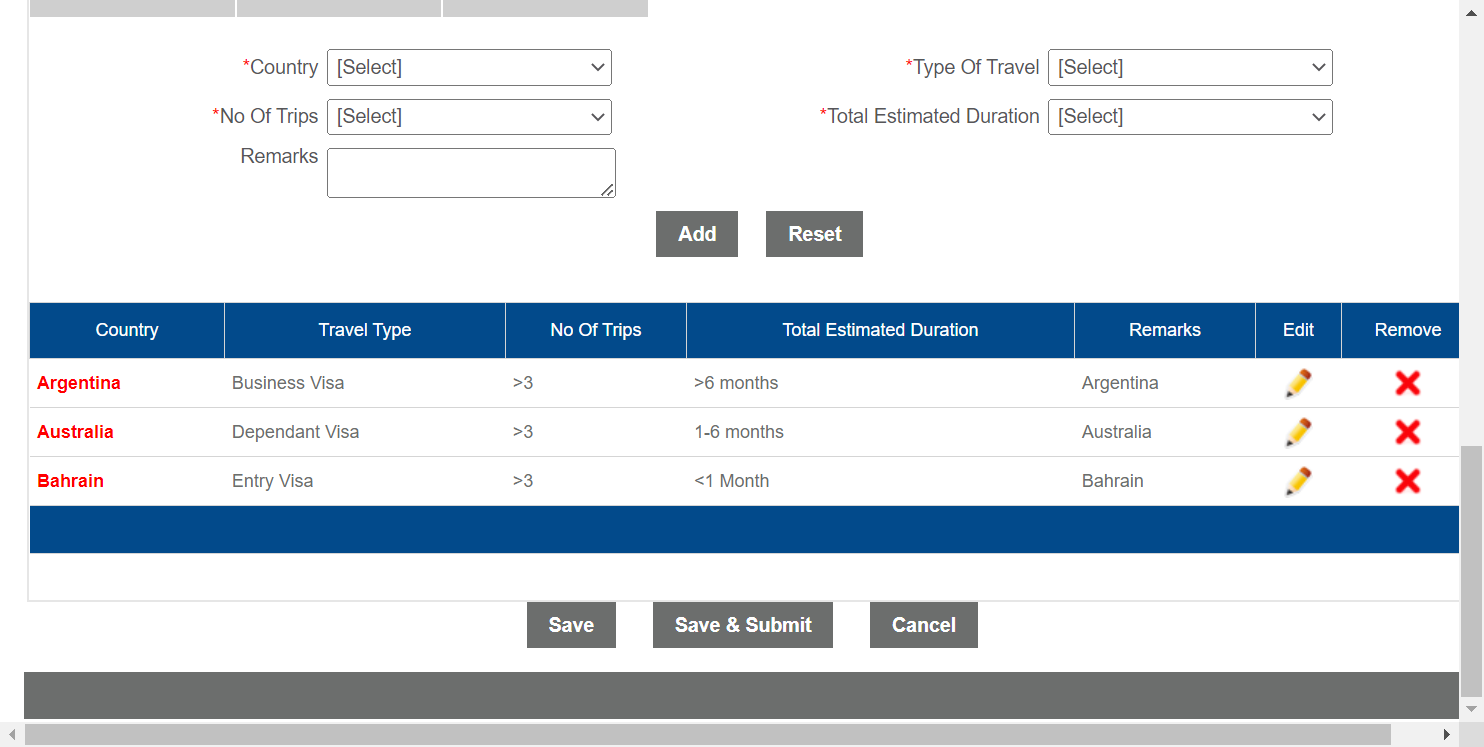 *Country [Select] *Type Of Travel [Select]
*No Of Trips [Select] *Total Estimated Duration [Select]
Remarks
Add Reset
Country Travel Type No Of Trips Total Estimated Duration Remarks Edit Remove
Argentina Business Visa >3 >6 months Argentina
Australia Dependant Visa >3 1-6 months Australia
Bahrain Entry Visa >3 <1 Month Bahrain
Save Save & Submit Cancel